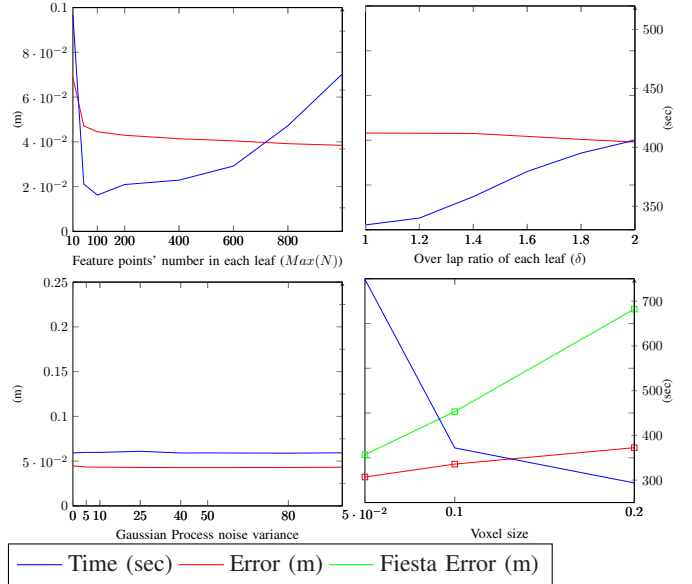 0.1
8 · 10⁻²
6 · 10⁻²
4 · 10⁻²
2 · 10⁻²
0
(m)
10 100 200 400 600 800
Feature points' number in each leaf (Max(N))
500
450
400
350
(sec)
1 1.2 1.4 1.6 1.8 2
Over lap ratio of each leaf (δ)
0.25
0.2
0.15
0.1
5 · 10⁻²
0
(m)
0 5 10 25 40 50 80
Gaussian Process noise variance
700
600
500
400
300
(sec)
5 · 10⁻² 0.1 0.2
Voxel size
Time (sec) Error (m) Fiesta Error (m)